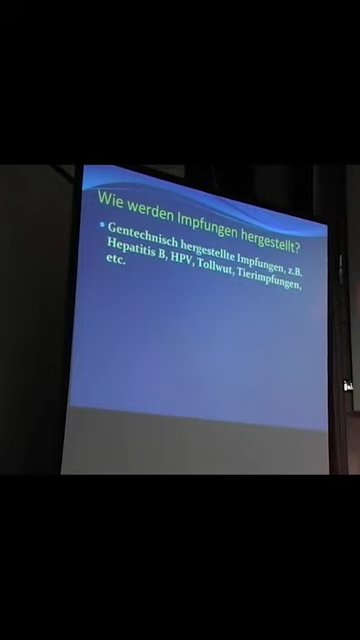 Wie werden Impfungen hergestellt?
Gentechnisch hergestellte Impfungen, z.B.
Hepatitis B, HPV, Tollwut, Tierimpfungen,
etc.